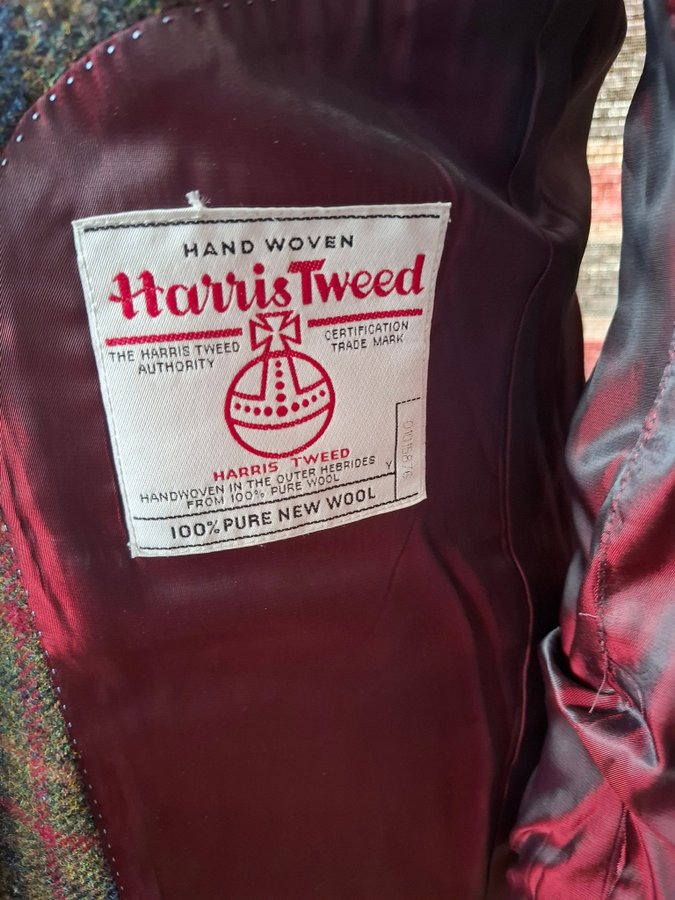 HAND WOVEN
Harris Tweed
THE HARRIS TWEED
AUTHORITY
CERTIFICATION
TRADE MARK
HARRIS TWEED
HANDWOVEN IN THE OUTER HEBRIDES
FROM 100% PURE WOOL
Y
100% PURE NEW WOOL